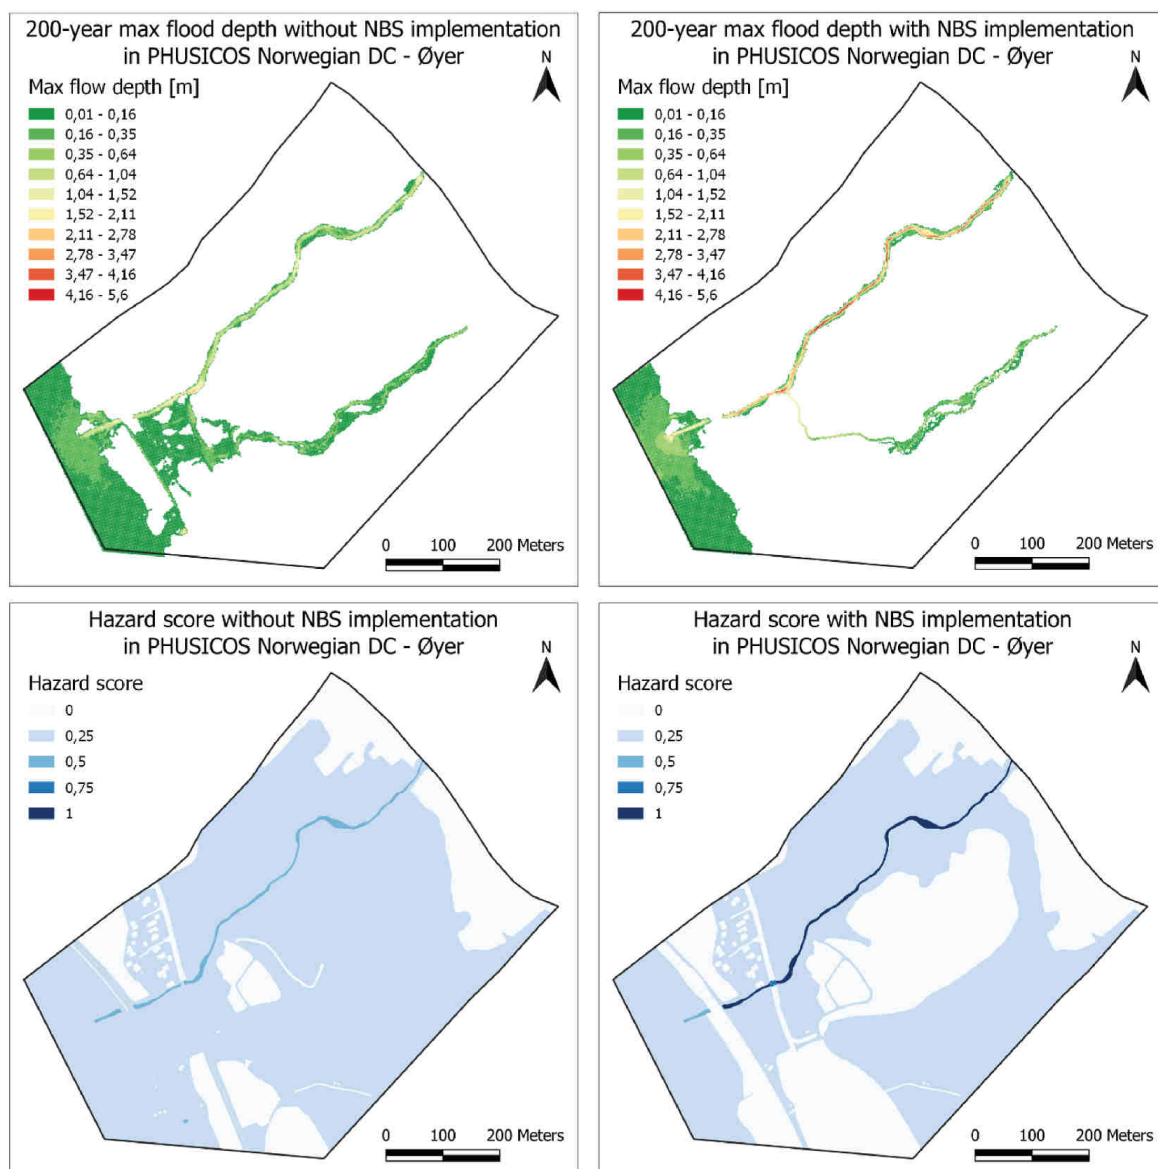 200-year max flood depth without NBS implementation
in PHUSICOS Norwegian DC - Øyer
N
Max flow depth [m]
0,01 - 0,16
0,16 - 0,35
0,35 - 0,64
0,64 - 1,04
1,04 - 1,52
1,52 - 2,11
2,11 - 2,78
2,78 - 3,47
3,47 - 4,16
4,16 - 5,6
0 100 200 Meters
200-year max flood depth with NBS implementation
in PHUSICOS Norwegian DC - Øyer
N
Max flow depth [m]
0,01 - 0,16
0,16 - 0,35
0,35 - 0,64
0,64 - 1,04
1,04 - 1,52
1,52 - 2,11
2,11 - 2,78
2,78 - 3,47
3,47 - 4,16
4,16 - 5,6
0 100 200 Meters
Hazard score without NBS implementation
in PHUSICOS Norwegian DC - Øyer
N
Hazard score
0
0,25
0,5
0,75
1
0 100 200 Meters
Hazard score with NBS implementation
in PHUSICOS Norwegian DC - Øyer
N
Hazard score
0
0,25
0,5
0,75
1
0 100 200 Meters